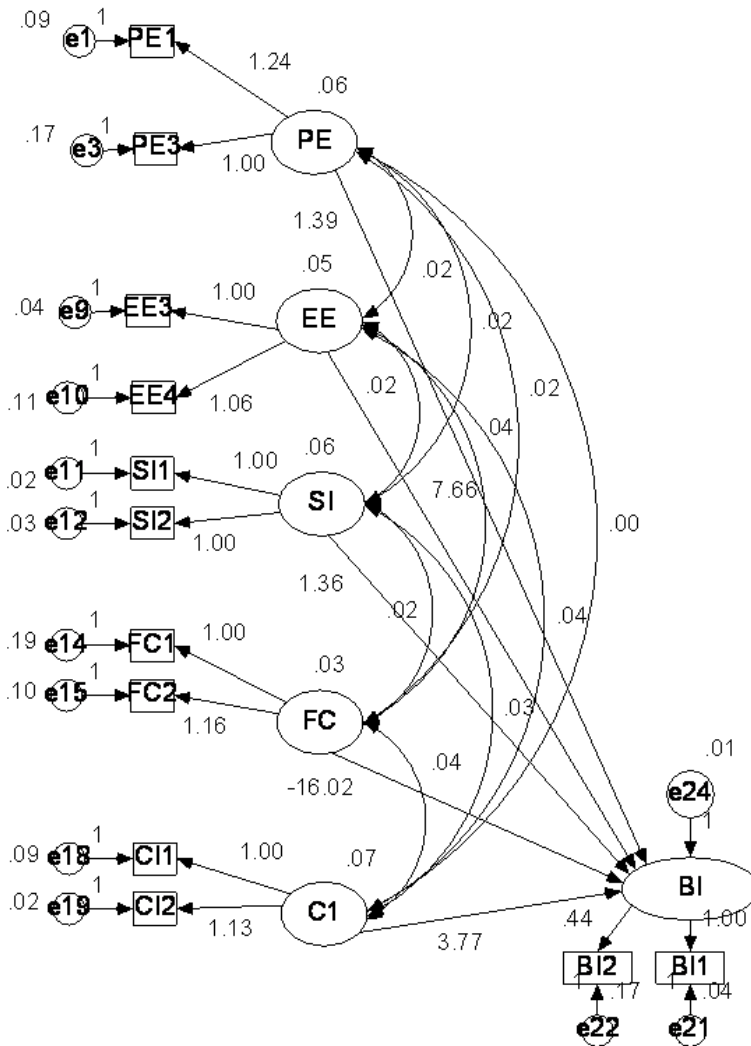 .09 e1 1 PE1
1.24
.06
PE
.17 e3 1 PE3
1.00
1.39
.05
EE
.04 e9 1 EE3
1.00
.11 e10 1 EE4
1.06
.02
.02
.02
.02
.04
7.66
.00
.06
SI
.02 e11 1 SI1
1.00
.03 e12 1 SI2
1.00
1.36
.02
.04
.03
.19 e14 1 FC1
1.00
.03
FC
.10 e15 1 FC2
1.16
-16.02
.04
.01
e24
1
.09 e18 1 CI1
1.00
.07
C1
.02 e19 1 CI2
1.13
3.77
BI
.44
1.00
BI2 BI1
1 .17 1 .04
e22 e21